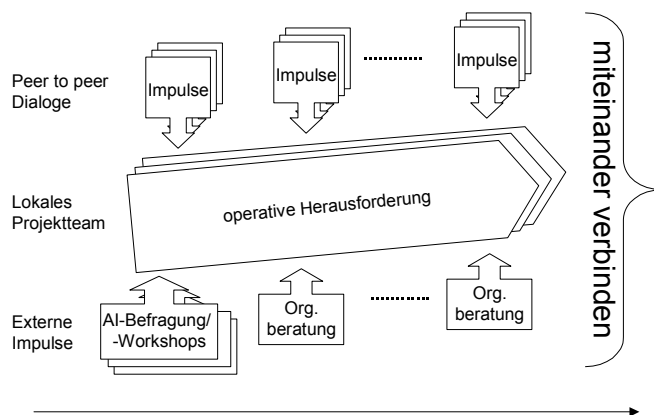 Peer to peer
Dialoge
Impulse
Impulse
Impulse
miteinander verbinden
Lokales
Projektteam
operative Herausforderung
Externe
Impulse
AI-Befragung/
-Workshops
Org.
beratung
Org.
beratung